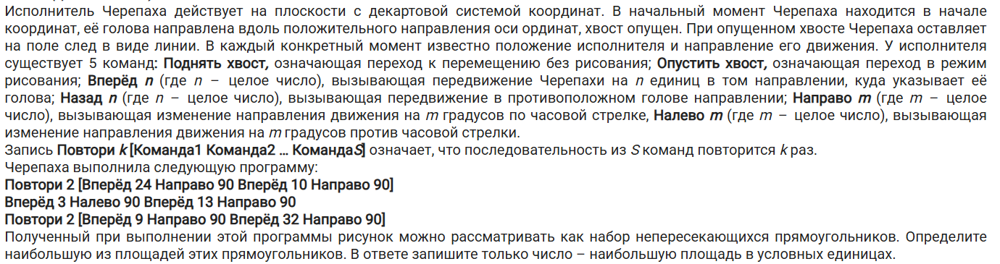 Исполнитель Черепаха действует на плоскости с декартовой системой координат. В начальный момент Черепаха находится в начале
координат, её голова направлена вдоль положительного направления оси ординат, хвост опущен. При опущенном хвосте Черепаха оставляет
на поле след в виде линии. В каждый конкретный момент известно положение исполнителя и направление его движения. У исполнителя
существует 5 команд: Поднять хвост, означающая переход к перемещению без рисования; Опустить хвост, означающая переход в режим
рисования; Вперёд n (где n – целое число), вызывающая передвижение Черепахи на n единиц в том направлении, куда указывает её
голова; Назад n (где n – целое число), вызывающая передвижение в противоположном голове направлении; Направо m (где m – целое
число), вызывающая изменение направления движения на m градусов по часовой стрелке, Налево m (где m – целое число), вызывающая
изменение направления движения на m градусов против часовой стрелки.
Запись Повтори k [Команда1 Команда2 … КомандаS] означает, что последовательность из S команд повторится k раз.
Черепаха выполнила следующую программу:
Повтори 2 [Вперёд 24 Направо 90 Вперёд 10 Направо 90]
Вперёд 3 Налево 90 Вперёд 13 Направо 90
Повтори 2 [Вперёд 9 Направо 90 Вперёд 32 Направо 90]
Полученный при выполнении этой программы рисунок можно рассматривать как набор непересекающихся прямоугольников. Определите
наибольшую из площадей этих прямоугольников. В ответе запишите только число – наибольшую площадь в условных единицах.